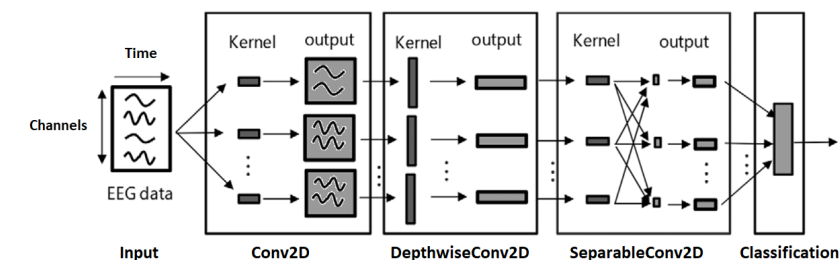 Time
Channels
EEG data
Input
Kernel output
Conv2D
Kernel output
DepthwiseConv2D
Kernel output
SeparableConv2D
Classification